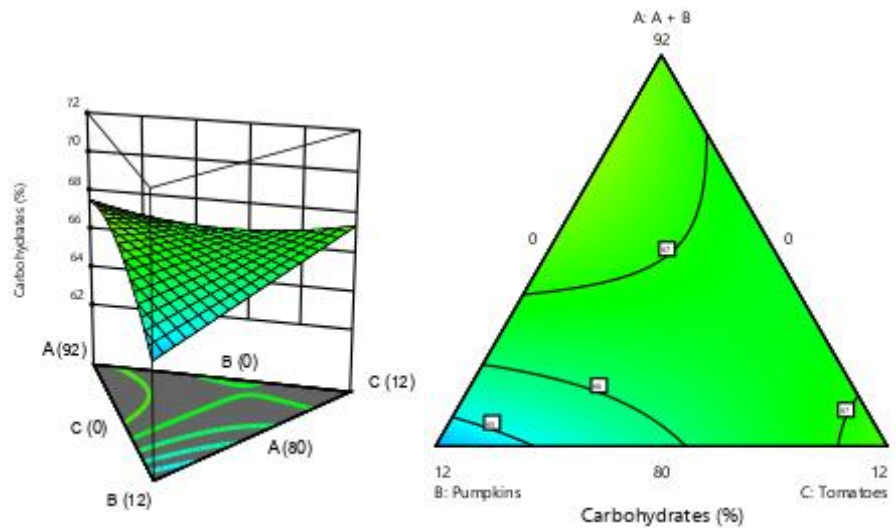 72
70
68
66
64
62
Carbohydrates (%)
A (92)
B (0)
C (12)
C (0)
A (80)
B (12)
A: A + B
92
0
0
67
67
12
80
12
B: Pumpkins
C: Tomatoes
Carbohydrates (%)